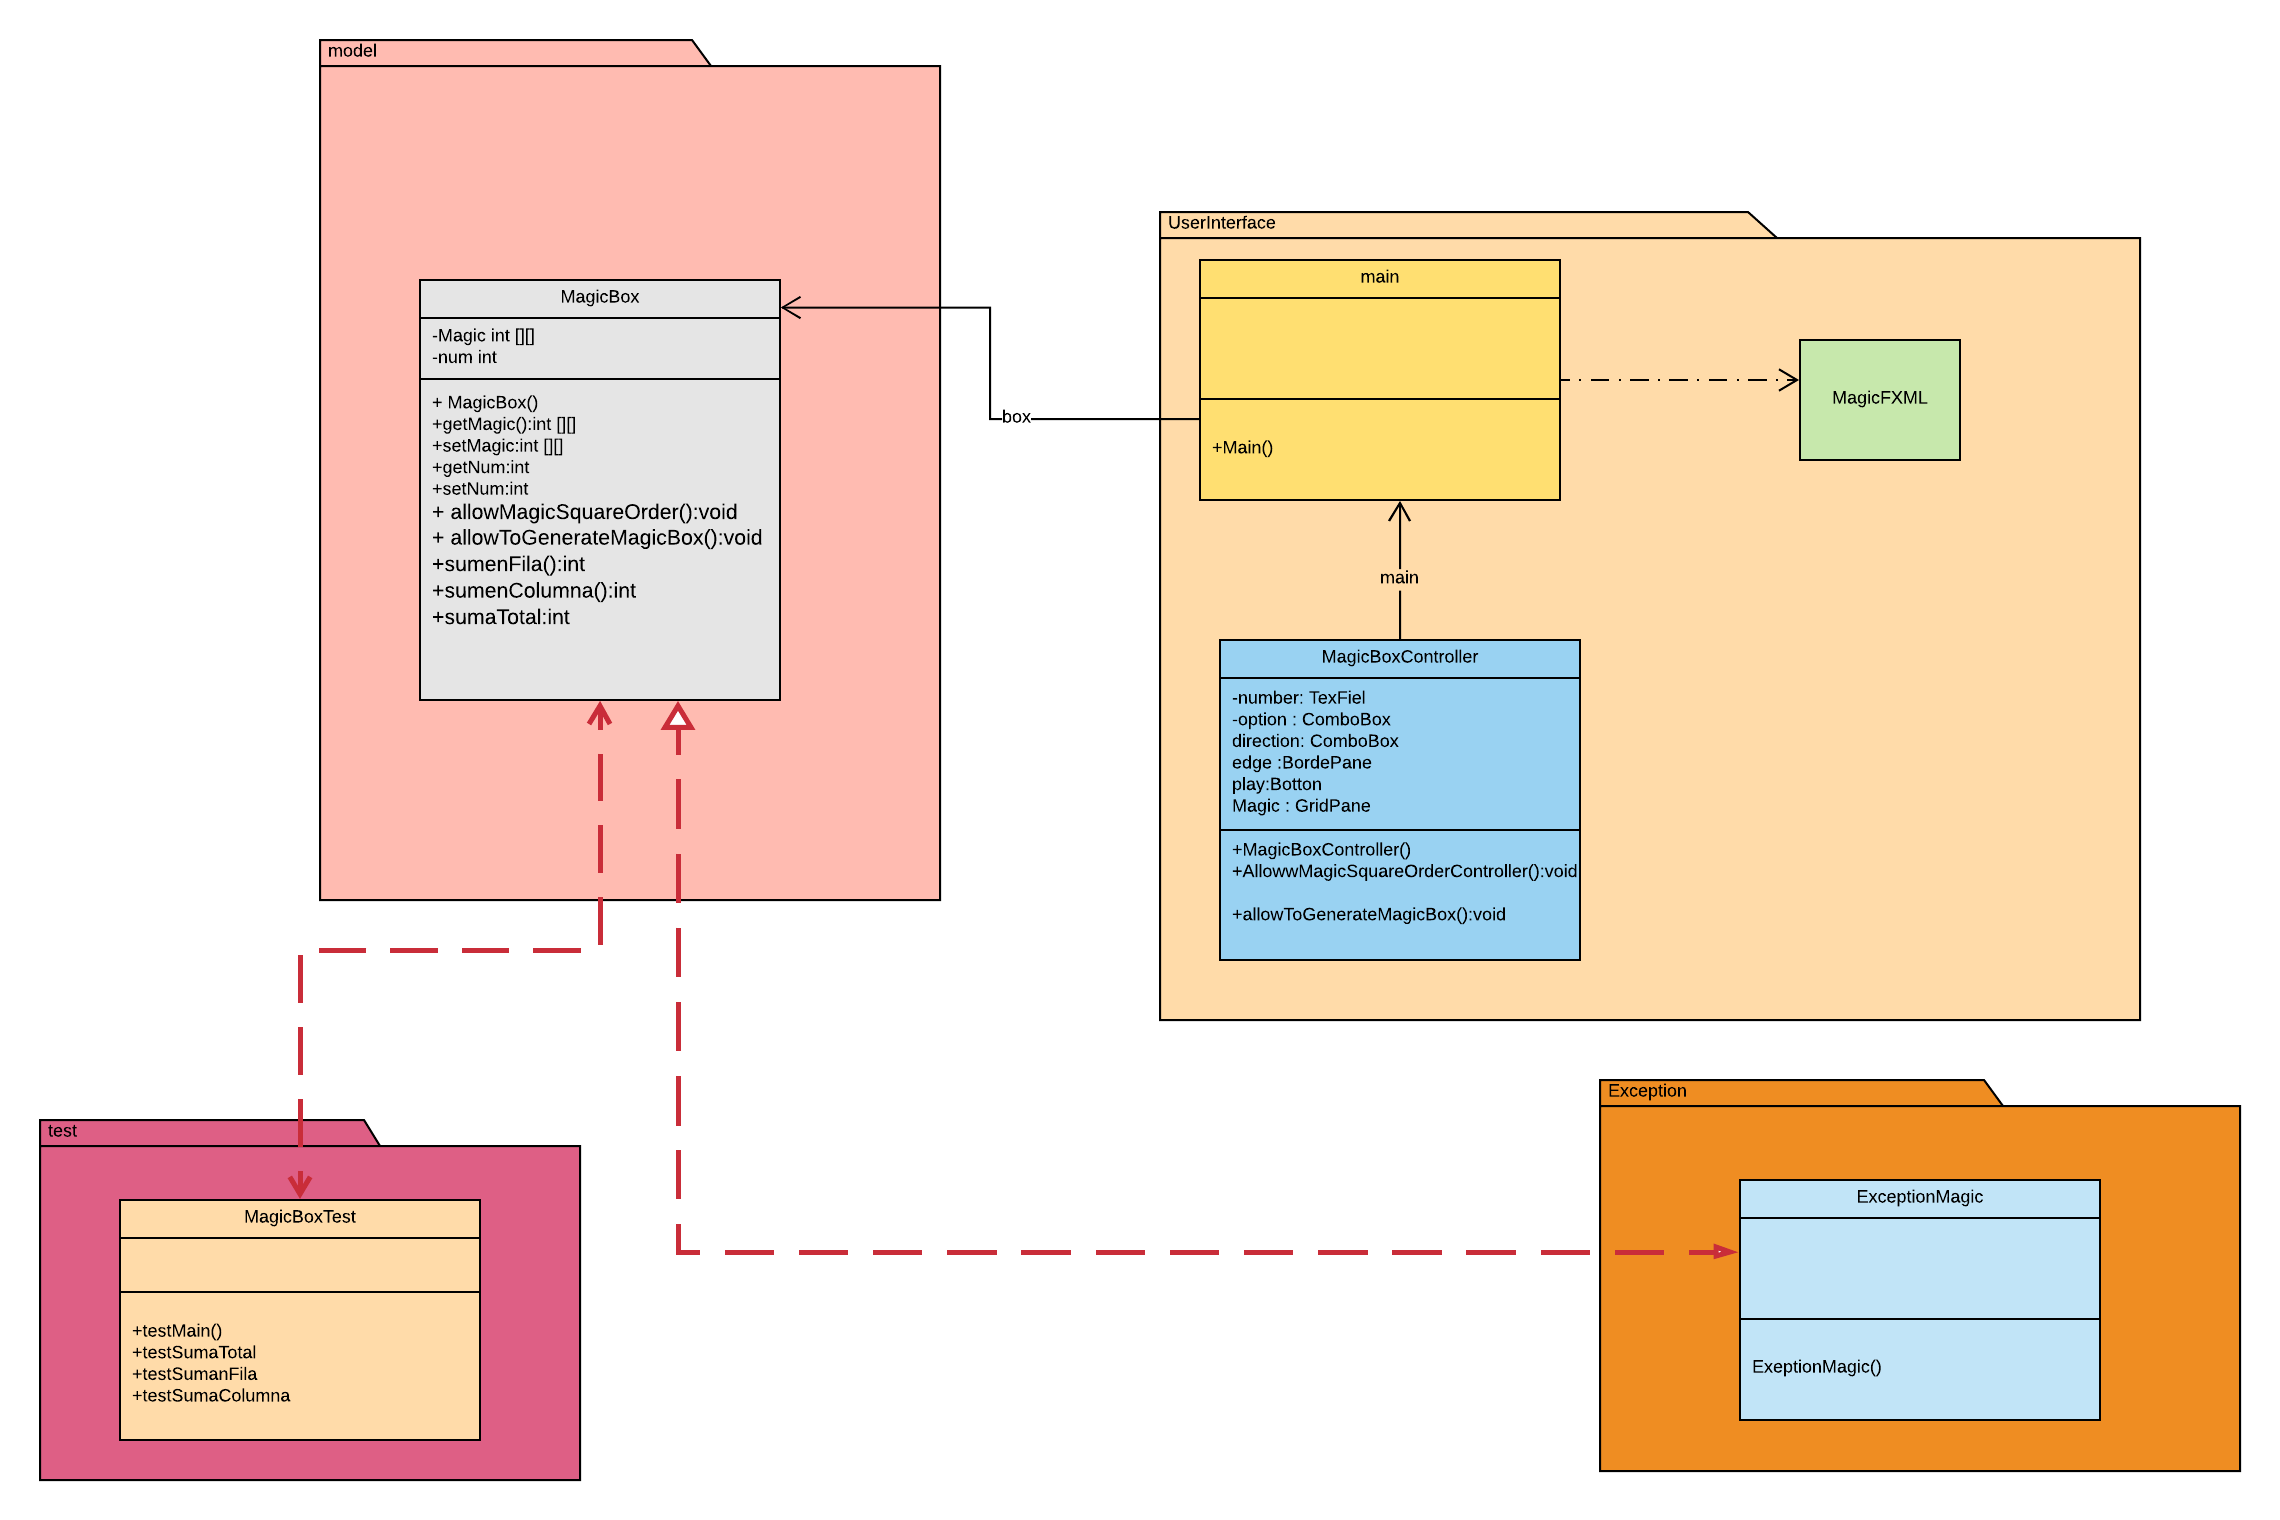 model
MagicBox
-Magic int [][]
-num int
+ MagicBox()
+getMagic():int [][]
+setMagic:int [][]
+getNum:int
+setNum:int
+ allowMagicSquareOrder():void
+ allowToGenerateMagicBox():void
+sumenFila():int
+sumenColumna():int
+sumaTotal:int
box
UserInterface
main
+Main()
MagicFXML
main
MagicBoxController
-number: TexFiel
-option : ComboBox
direction: ComboBox
edge :BordePane
play:Botton
Magic : GridPane
+MagicBoxController()
+AllowwMagicSquareOrderController():void
+allowToGenerateMagicBox():void
test
MagicBoxTest
+testMain()
+testSumaTotal
+testSumanFila
+testSumaColumna
Exception
ExceptionMagic
ExeptionMagic()